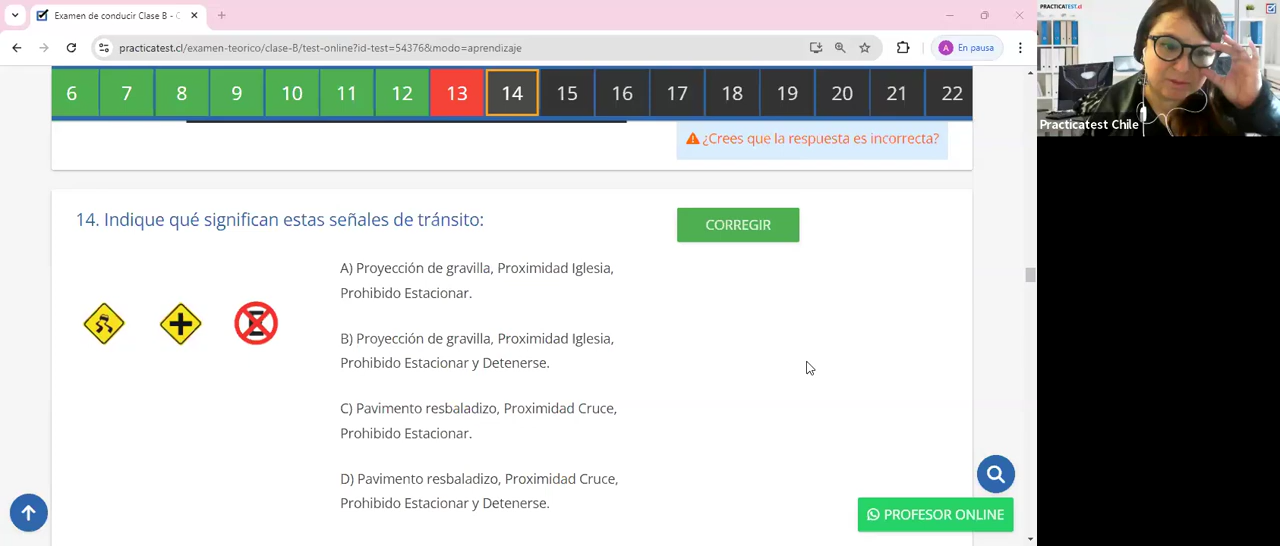 Examen de conducir Clase B - C
practicatest.cl/examen-teorico/clase-B/test-online?id-test=54376&modo=aprendizaje
A
En pausa
6 7 8 9 10 11 12 13 14 15 16 17 18 19 20 21 22
¿Crees que la respuesta es incorrecta?
14. Indique qué significan estas señales de tránsito:
CORREGIR
A) Proyección de gravilla, Proximidad Iglesia,
Prohibido Estacionar.
B) Proyección de gravilla, Proximidad Iglesia,
Prohibido Estacionar y Detenerse.
C) Pavimento resbaladizo, Proximidad Cruce,
Prohibido Estacionar.
D) Pavimento resbaladizo, Proximidad Cruce,
Prohibido Estacionar y Detenerse.
PROFESOR ONLINE
PRACTICATEST.cl
Practicatest Chile